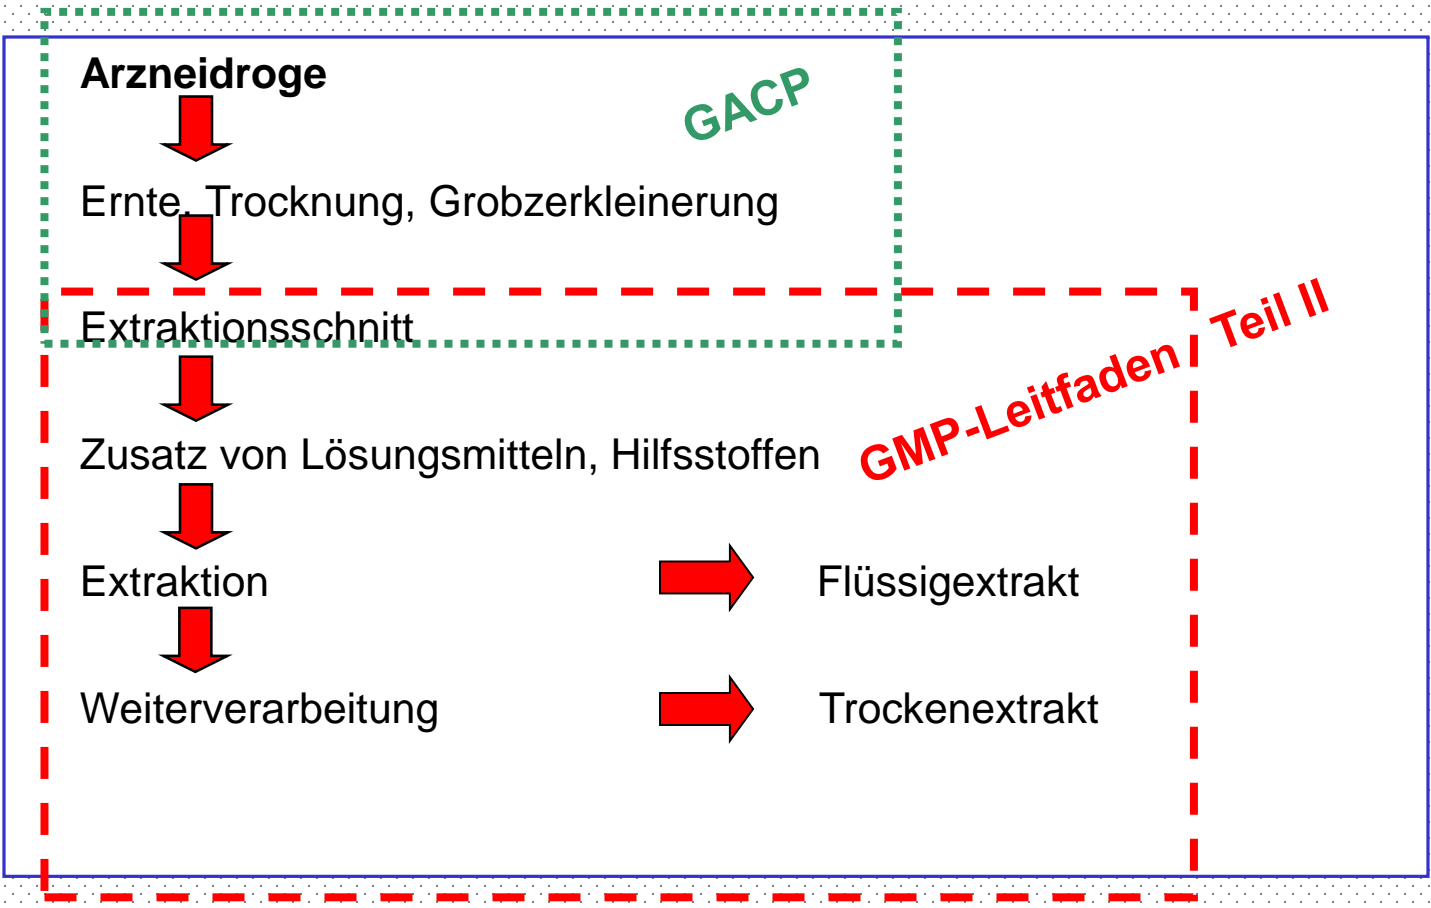 Arzneidroge
GACP
Ernte, Trocknung, Grobzerkleinerung
Extraktionsschnitt
GMP-Leitfaden Teil II
Zusatz von Lösungsmitteln, Hilfsstoffen
Extraktion
Flüssigextrakt
Weiterverarbeitung
Trockenextrakt